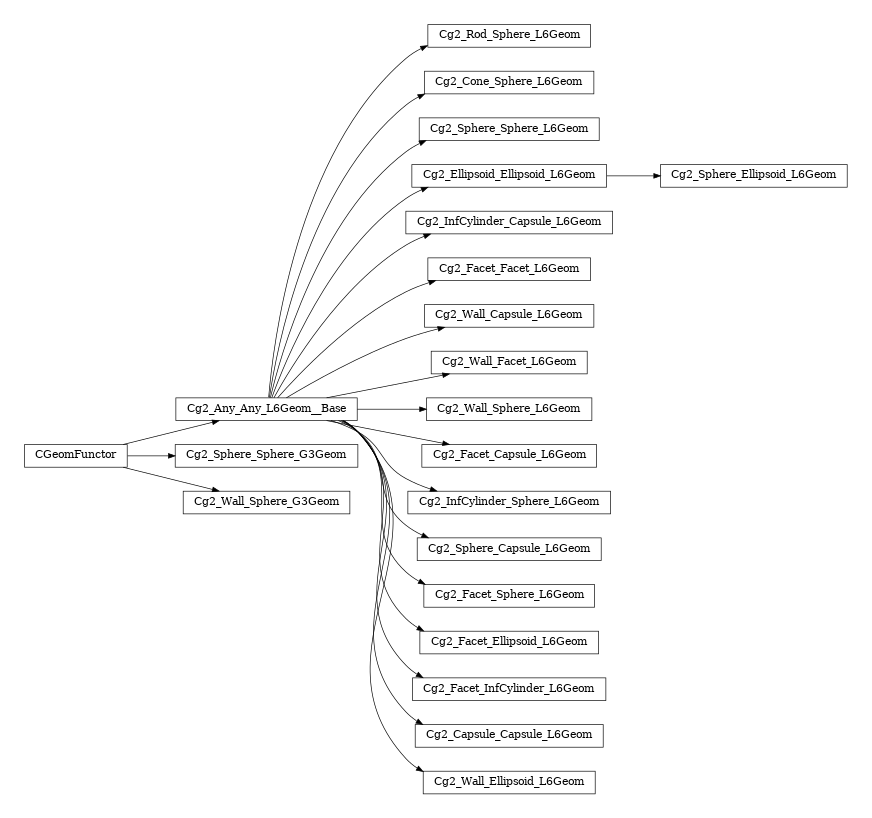 Cg2_Rod_Sphere_L6Geom
Cg2_Cone_Sphere_L6Geom
Cg2_Sphere_Sphere_L6Geom
Cg2_Ellipsoid_Ellipsoid_L6Geom
Cg2_Sphere_Ellipsoid_L6Geom
Cg2_InfCylinder_Capsule_L6Geom
Cg2_Facet_Facet_L6Geom
Cg2_Wall_Capsule_L6Geom
Cg2_Wall_Facet_L6Geom
Cg2_Any_Any_L6Geom__Base
Cg2_Wall_Sphere_L6Geom
CGeomFunctor
Cg2_Sphere_Sphere_G3Geom
Cg2_Facet_Capsule_L6Geom
Cg2_Wall_Sphere_G3Geom
Cg2_InfCylinder_Sphere_L6Geom
Cg2_Sphere_Capsule_L6Geom
Cg2_Facet_Sphere_L6Geom
Cg2_Facet_Ellipsoid_L6Geom
Cg2_Facet_InfCylinder_L6Geom
Cg2_Capsule_Capsule_L6Geom
Cg2_Wall_Ellipsoid_L6Geom